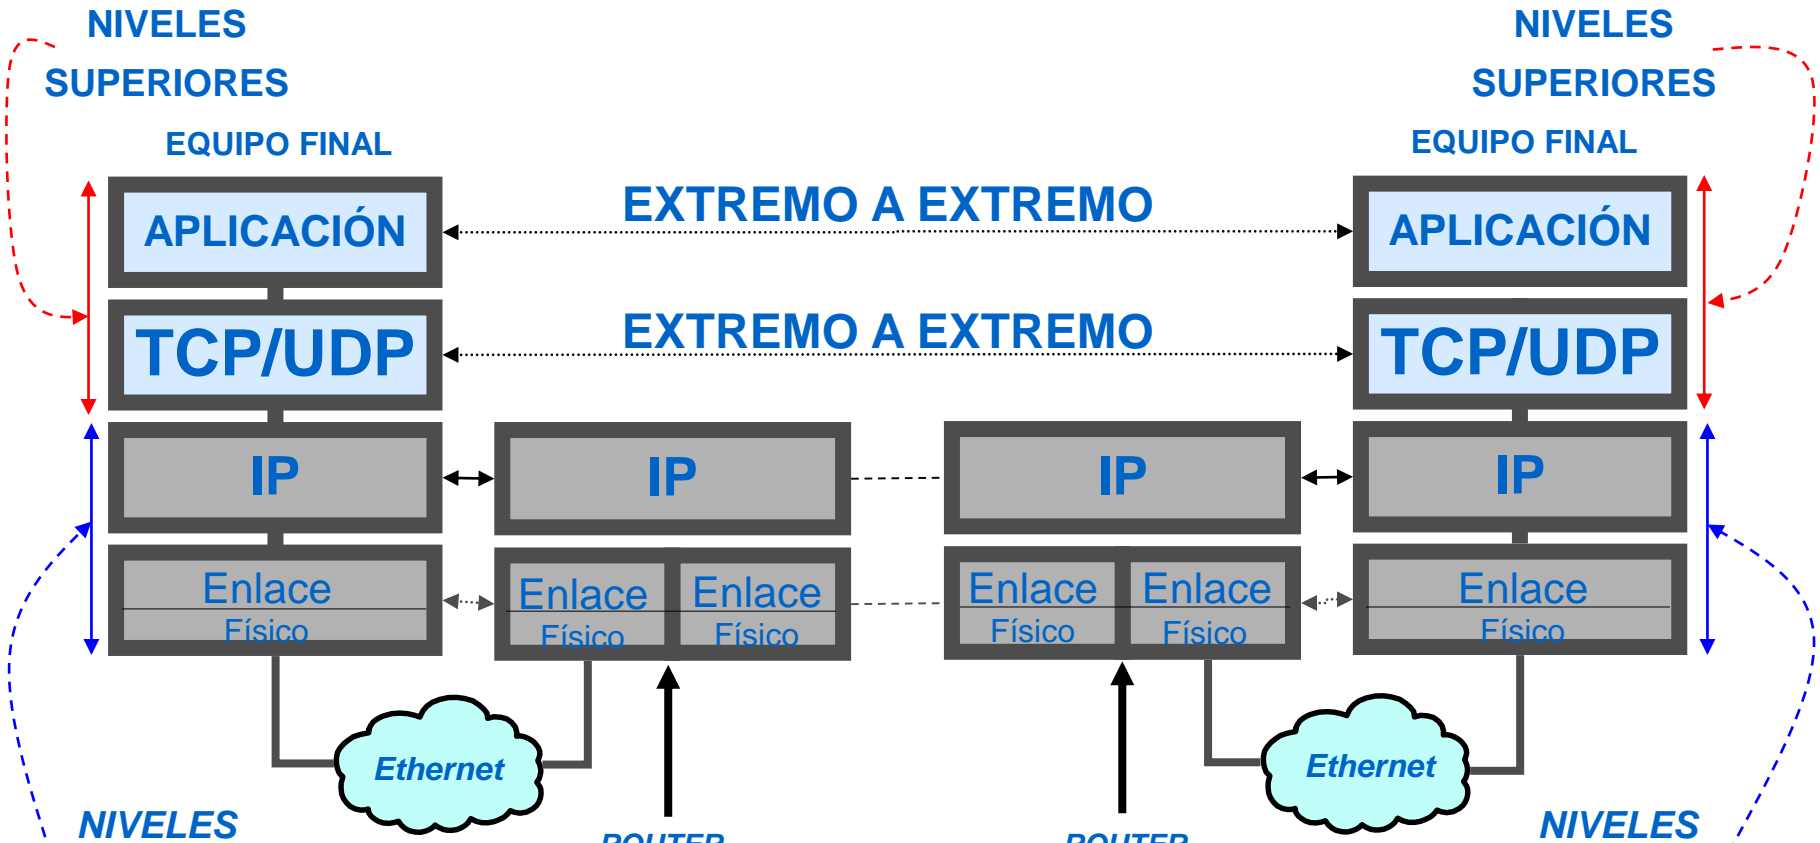 NIVELES
SUPERIORES
EQUIPO FINAL
NIVELES
SUPERIORES
EQUIPO FINAL
APLICACIÓN
EXTREMO A EXTREMO
APLICACIÓN
TCP/UDP
EXTREMO A EXTREMO
TCP/UDP
IP
IP
IP
IP
Enlace
Físico
Enlace
Físico
Enlace
Físico
Enlace
Físico
Enlace
Físico
Enlace
Físico
Ethernet
Ethernet
NIVELES
ROUTER
ROUTER
NIVELES